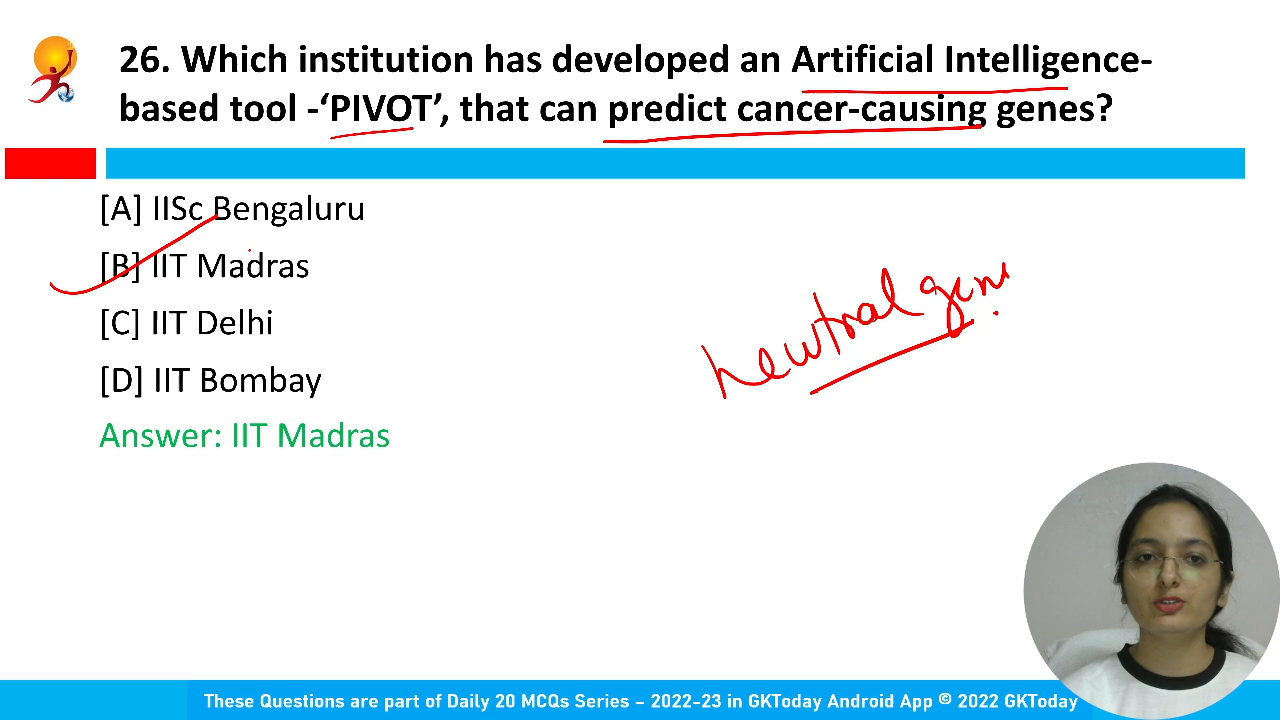 26. Which institution has developed an Artificial Intelligence-
based tool -‘PIVOT’, that can predict cancer-causing genes?
[A] IISc Bengaluru
[B] IIT Madras
[C] IIT Delhi
[D] IIT Bombay
Answer: IIT Madras
neutral gen
These Questions are part of Daily 20 MCQs Series – 2022-23 in GKToday Android App © 2022 GKToday